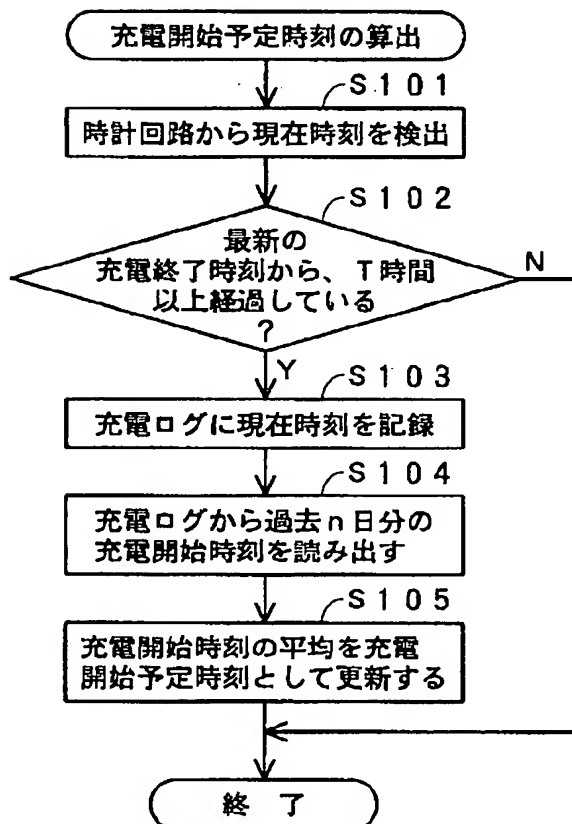 充電開始予定時刻の算出
S101
時計回路から現在時刻を検出
S102
最新の
充電終了時刻から、T時間
以上経過している
?
N
Y
S103
充電ログに現在時刻を記録
S104
充電ログから過去n日分の
充電開始時刻を読み出す
S105
充電開始時刻の平均を充電
開始予定時刻として更新する
終 了